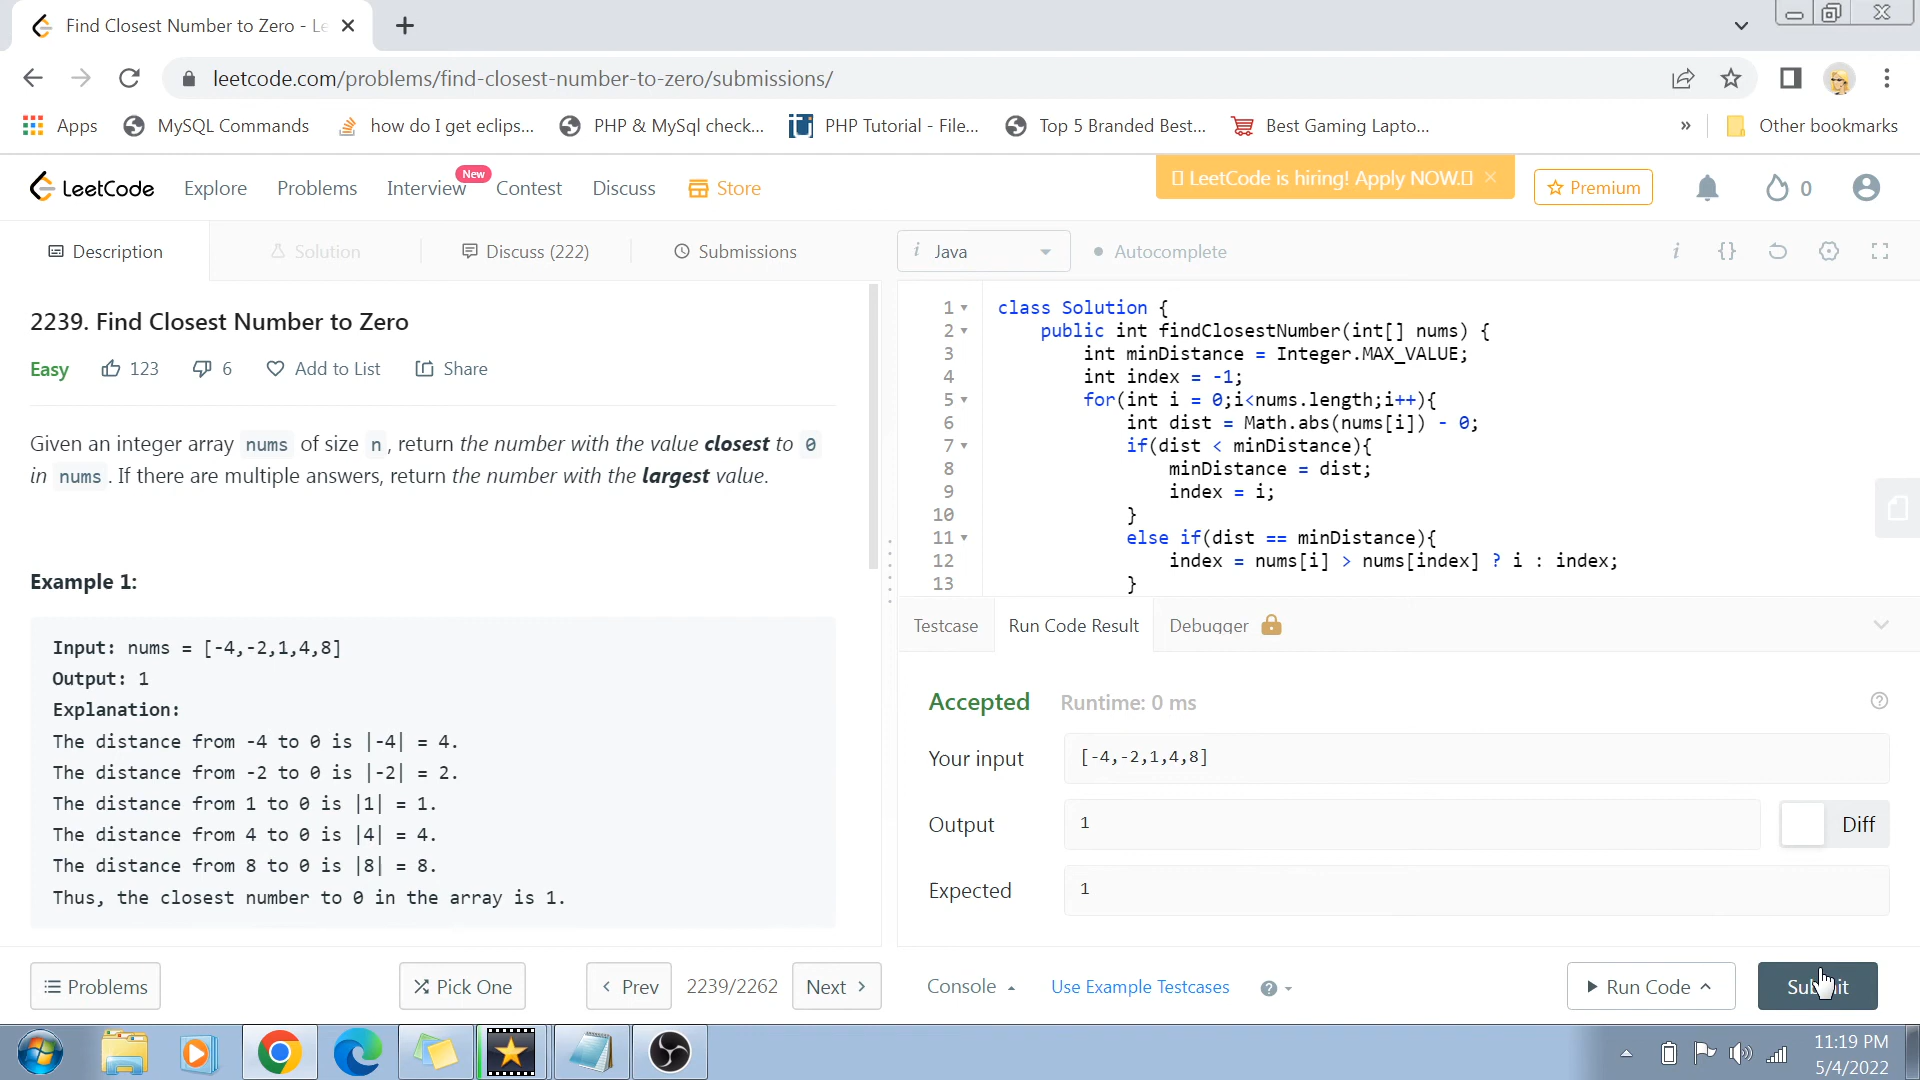 Find Closest Number to Zero - Le
leetcode.com/problems/find-closest-number-to-zero/submissions/
Apps MySQL Commands how do I get eclips... PHP & MySql check... PHP Tutorial - File... Top 5 Branded Best... Best Gaming Lapto... » Other bookmarks
LeetCode Explore Problems Interview New Contest Discuss Store LeetCode is hiring! Apply NOW. × Premium 0
Description Solution Discuss (222) Submissions
2239. Find Closest Number to Zero
Easy 123 6 Add to List Share
Given an integer array nums of size n, return the number with the value closest to 0
in nums. If there are multiple answers, return the number with the largest value.
Example 1:
Input: nums = [-4,-2,1,4,8]
Output: 1
Explanation:
The distance from -4 to 0 is |-4| = 4.
The distance from -2 to 0 is |-2| = 2.
The distance from 1 to 0 is |1| = 1.
The distance from 4 to 0 is |4| = 4.
The distance from 8 to 0 is |8| = 8.
Thus, the closest number to 0 in the array is 1.
Problems Pick One < Prev 2239/2262 Next >
i Java Autocomplete i {}
1 class Solution {
2 public int findClosestNumber(int[] nums) {
3 int minDistance = Integer.MAX_VALUE;
4 int index = -1;
5 for(int i = 0;i<nums.length;i++){
6 int dist = Math.abs(nums[i]) - 0;
7 if(dist < minDistance){
8 minDistance = dist;
9 index = i;
10 }
11 else if(dist == minDistance){
12 index = nums[i] > nums[index] ? i : index;
13 }
Testcase Run Code Result Debugger
Accepted Runtime: 0 ms
Your input [-4,-2,1,4,8]
Output 1 Diff
Expected 1
Console Use Example Testcases Run Code Submit
11:19 PM
5/4/2022